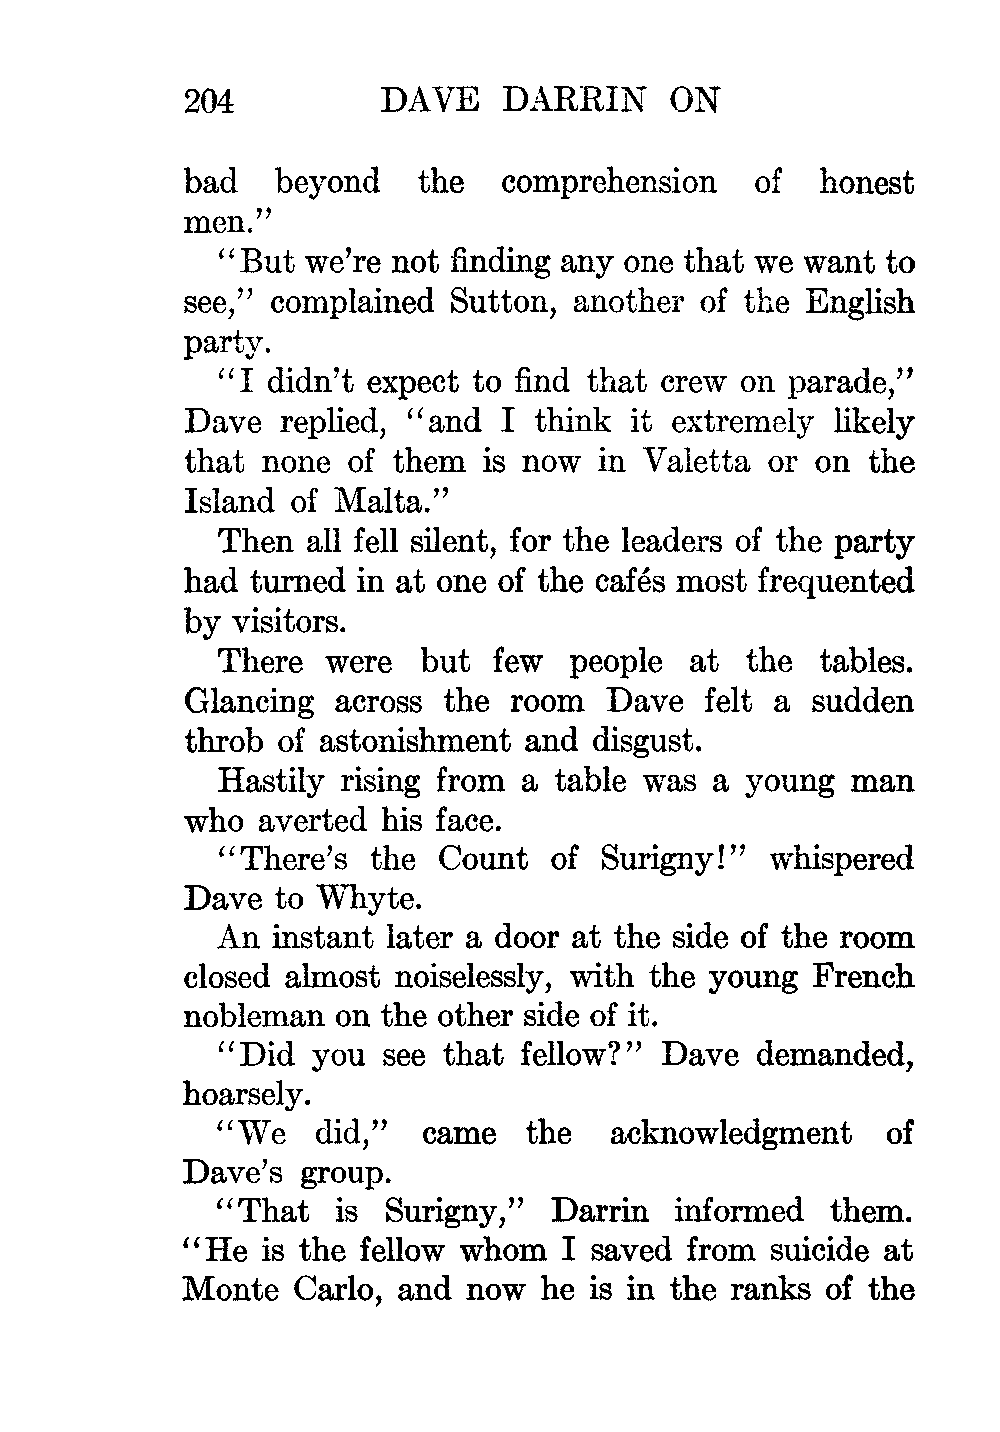 204 DAVE DARRIN ON
bad beyond the comprehension of honest
men."
"But we're not finding any one that we want to
see," complained Sutton, another of the English
party.
"I didn't expect to find that crew on parade,"
Dave replied, "and I think it extremely likely
that none of them is now in Valetta or on the
Island of Malta."
Then all fell silent, for the leaders of the party
had turned in at one of the cafés most frequented
by visitors.
There were but few people at the tables.
Glancing across the room Dave felt a sudden
throb of astonishment and disgust.
Hastily rising from a table was a young man
who averted his face.
"There's the Count of Surigny!" whispered
Dave to Whyte.
An instant later a door at the side of the room
closed almost noiselessly, with the young French
nobleman on the other side of it.
"Did you see that fellow?" Dave demanded,
hoarsely.
"We did," came the acknowledgment of
Dave's group.
"That is Surigny," Darrin informed them.
"He is the fellow whom I saved from suicide at
Monte Carlo, and now he is in the ranks of the